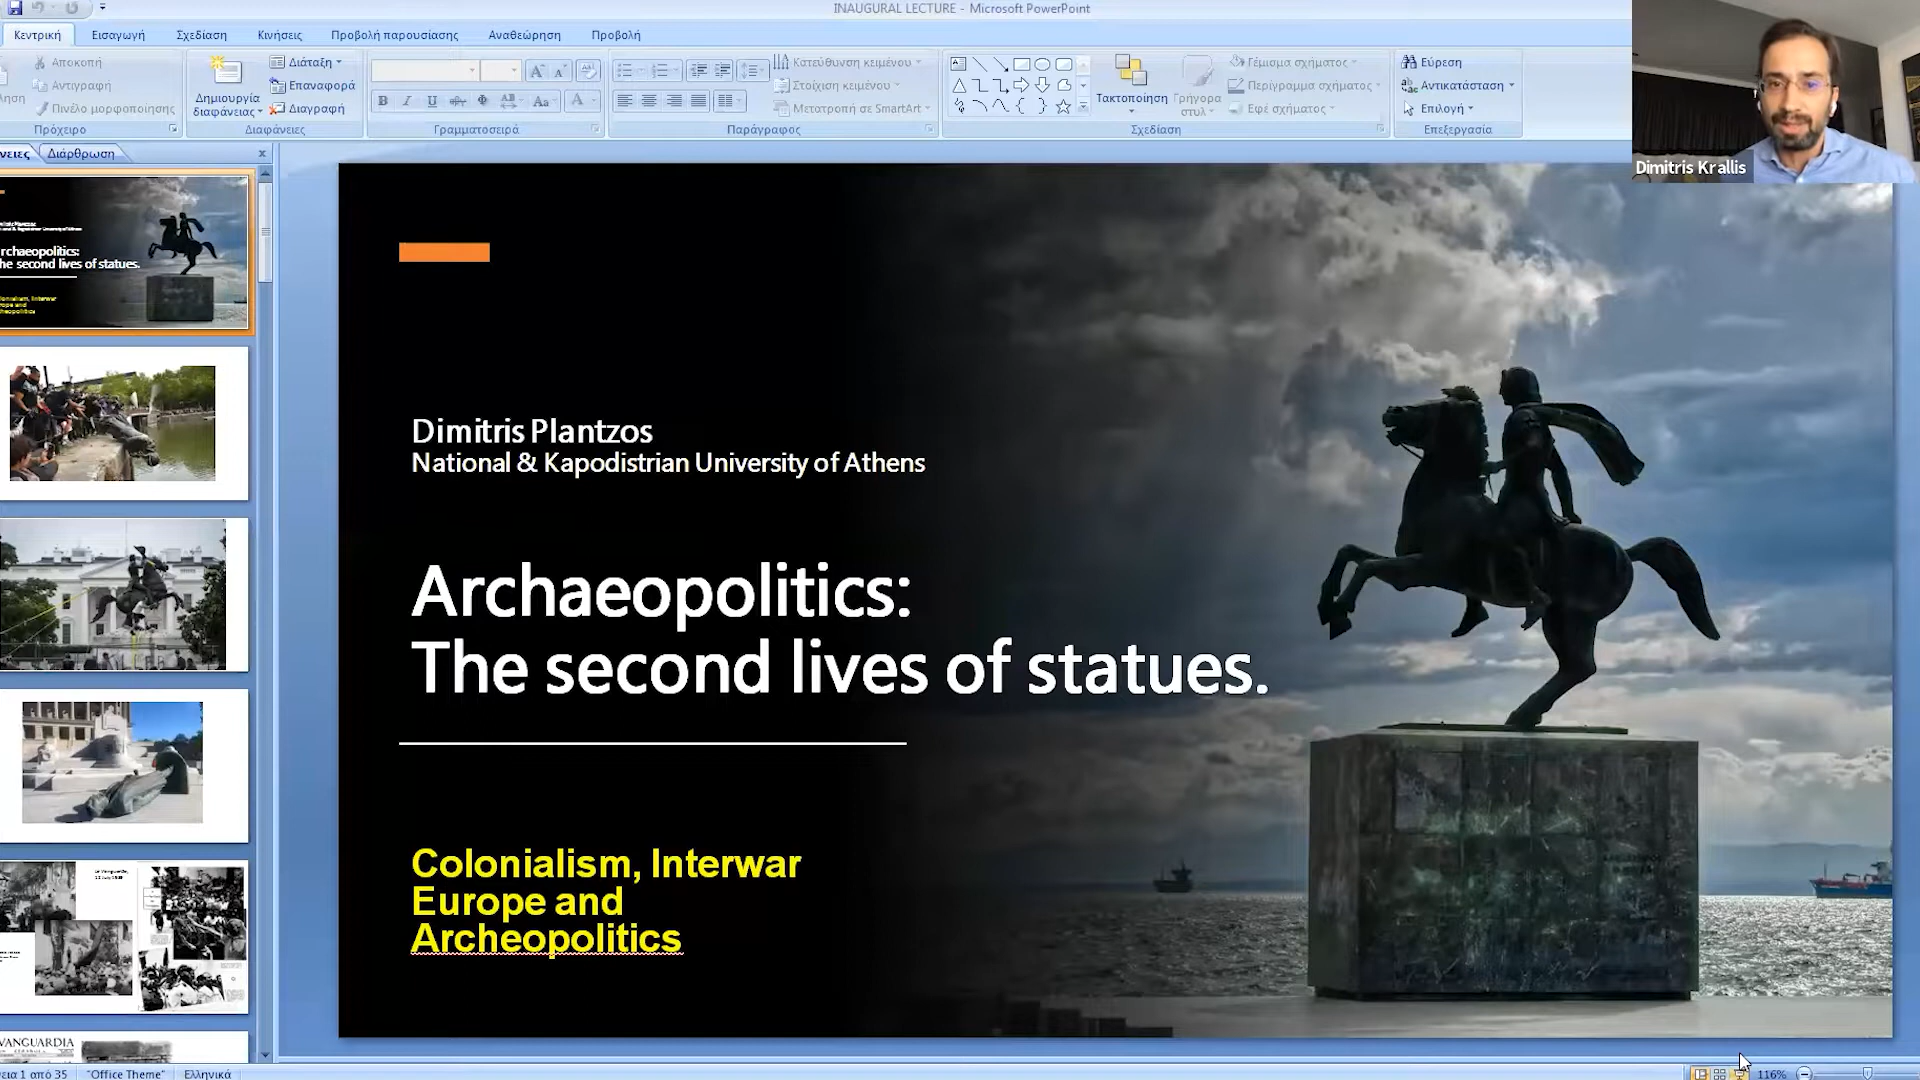 INAUGURAL LECTURE - Microsoft PowerPoint
Κεντρική Εισαγωγή Σχεδίαση Κινήσεις Προβολή παρουσίασης Αναθεώρηση Προβολή
Αποκοπή
Αντιγραφή
Πινέλο μορφοποίησης
Πρόχειρο
Δημιουργία
διαφάνειας
Διάταξη
Επαναφορά
Διαγραφή
Διαφάνειες
Γραμματοσειρά
Κατεύθυνση κειμένου
Στοίχιση κειμένου
Μετατροπή σε SmartArt
Παράγραφος
Τακτοποίηση
Γρήγορα
στυλ
Γέμισμα σχήματος
Περίγραμμα σχήματος
Εφέ σχήματος
Σχεδίαση
Εύρεση
Αντικατάσταση
Επιλογή
Επεξεργασία
Dimitris Krallis
Διάρθρωση
Dimitris Plantzos
National & Kapodistrian University of Athens
Archaeopolitics:
The second lives of statues.
Colonialism, Interwar
Europe and
Archeopolitics
1 από 35 "Office Theme" Ελληνικά
116%